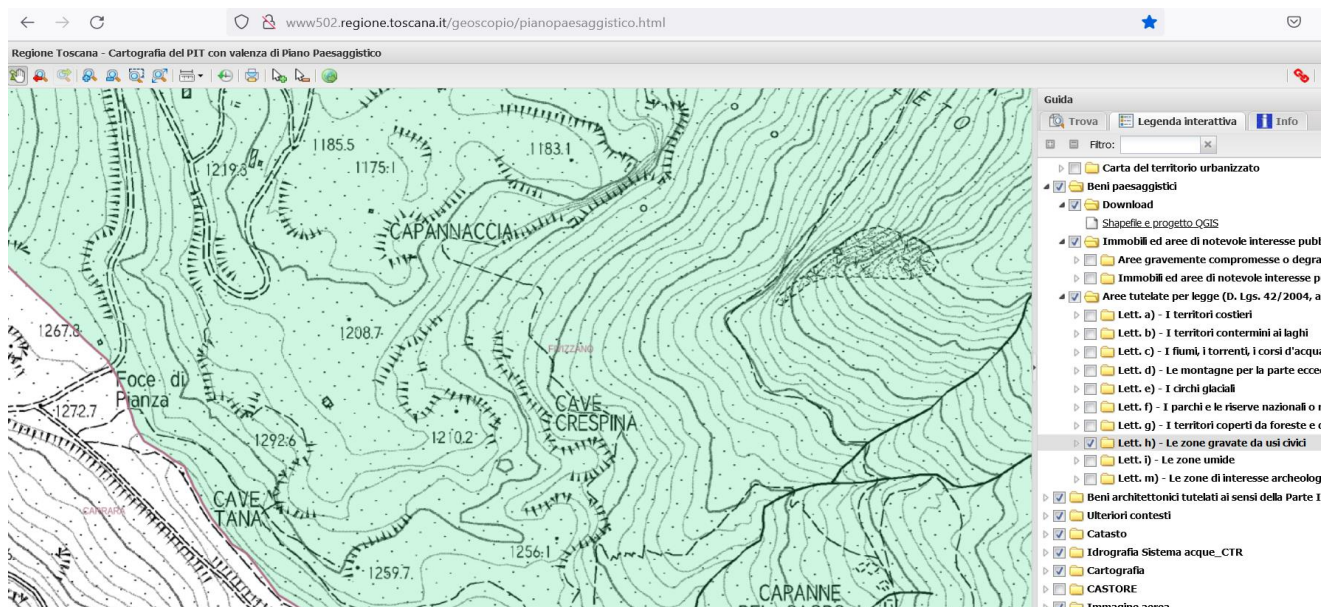 www502.regione.toscana.it/geoscopio/pianopaesaggistico.html
Regione Toscana - Cartografia del PIT con valenza di Piano Paesaggistico
Guida
Trova
Legenda interattiva
Info
Filtro:
Carta del territorio urbanizzato
Beni paesaggistici
Download
Shapefile e progetto QGIS
Immobili ed aree di notevole interesse pubb
Aree gravemente compromesse o degra
Immobili ed aree di notevole interesse p
Aree tutelate per legge (D. Lgs. 42/2004, a
Lett. a) - I territori costieri
Lett. b) - I territori contermini ai laghi
Lett. c) - I fiumi, i torrenti, i corsi d'acqua
Lett. d) - Le montagne per la parte ecce
Lett. e) - I circhi glaciali
Lett. f) - I parchi e le riserve nazionali o r
Lett. g) - I territori coperti da foreste e d
Lett. h) - Le zone gravate da usi civici
Lett. i) - Le zone umide
Lett. m) - Le zone di interesse archeolog
Beni architettonici tutelati ai sensi della Parte I
Ulteriori contesti
Catasto
Idrografia Sistema acque_CTR
Cartografia
CASTORE
Immagine aerea
1185.5
1183.1
1219.3
1175.1
CAPANNACCIA
1267.8
1208.7
FIVIZZANO
Foce di
Pianza
1272.7
CAVE
CRESPINA
1292.6
1210.2
CAVE
TANA
CARRARA
1256.1
1259.7
CAPANNE